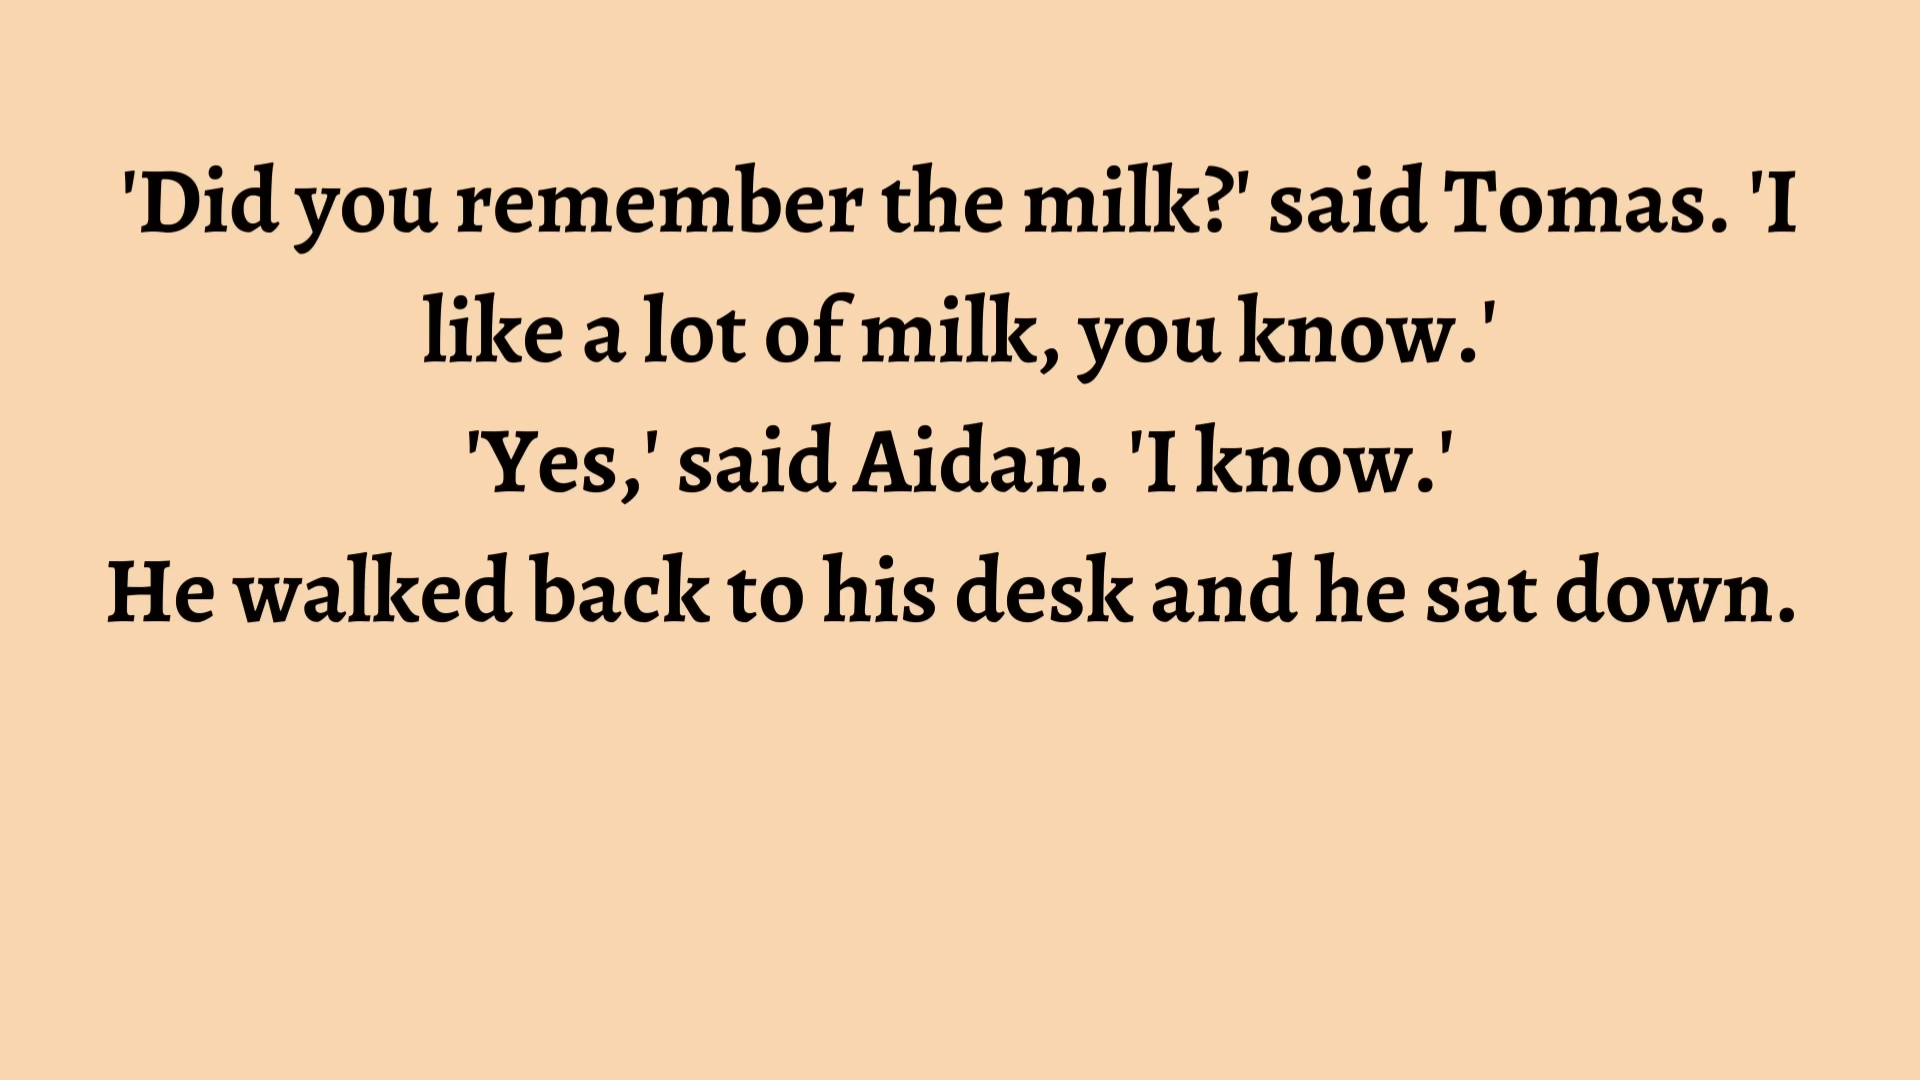 'Did you remember the milk?' said Tomas. 'I
like a lot of milk, you know.'
'Yes,' said Aidan. 'I know.'
He walked back to his desk and he sat down.